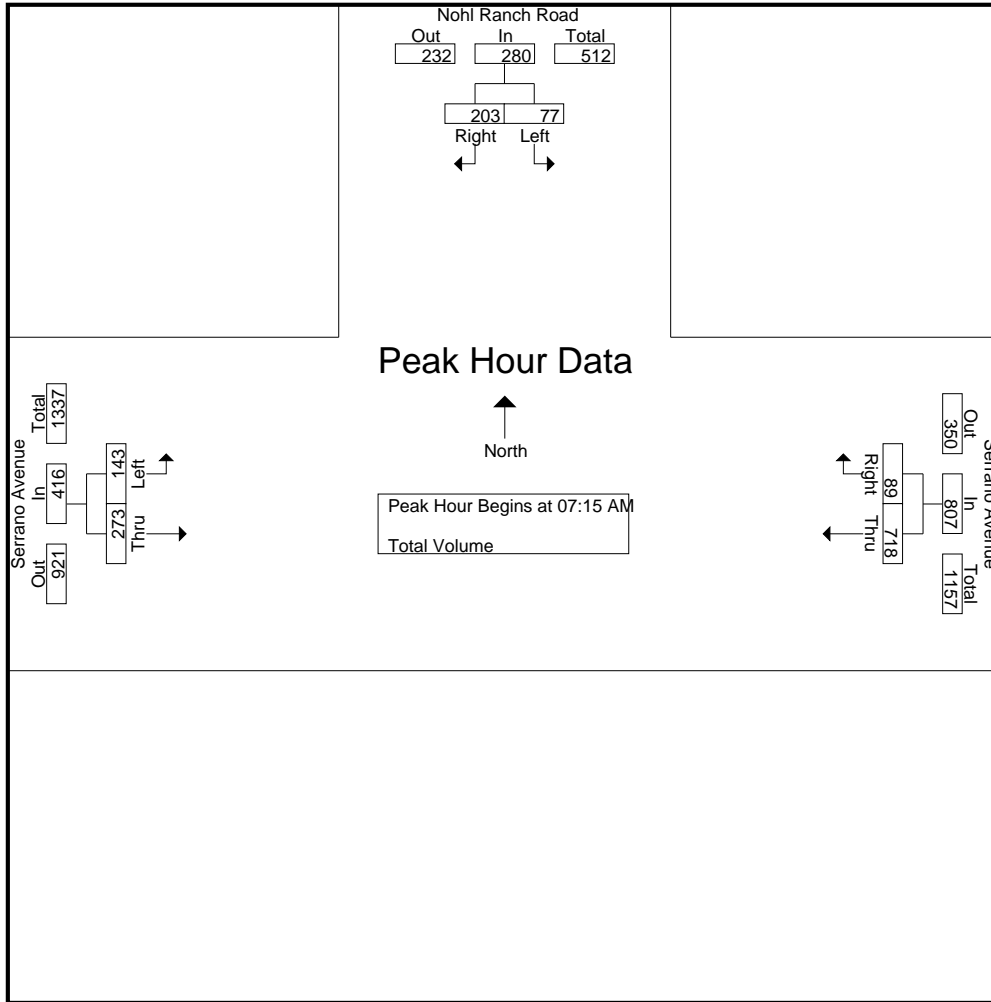 Nohl Ranch Road
Out In Total
232 280 512
203 77
Right Left
Peak Hour Data
North
Peak Hour Begins at 07:15 AM
Total Volume
Serrano Avenue
Out In Total
921 416 1337
273 143
Thru Left
Serrano Avenue
Out In Total
350 807 1157
89 718
Right Thru